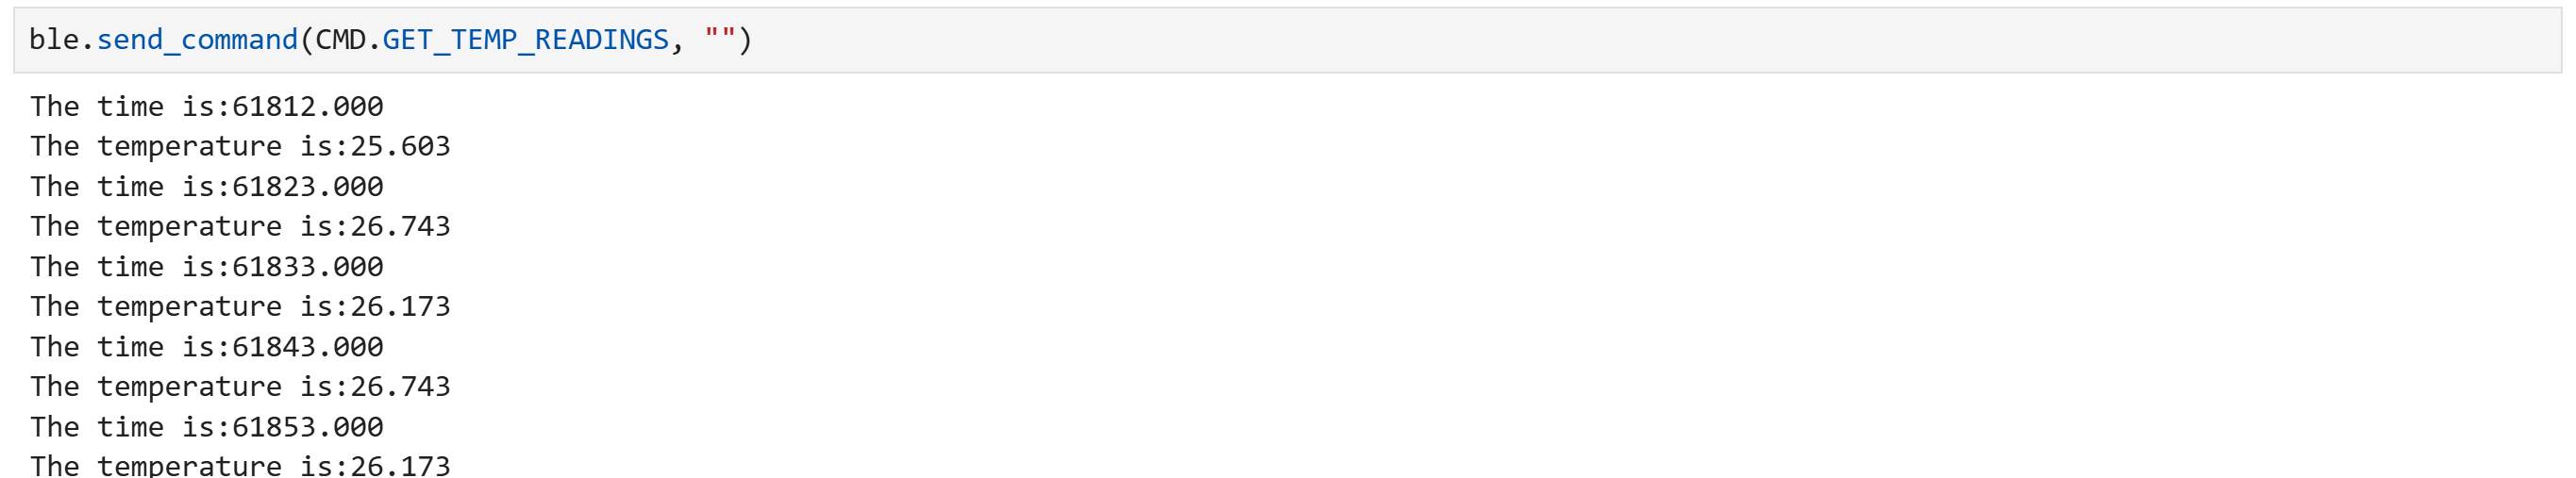 ble.send_command(CMD.GET_TEMP_READINGS, "")
The time is:61812.000
The temperature is:25.603
The time is:61823.000
The temperature is:26.743
The time is:61833.000
The temperature is:26.173
The time is:61843.000
The temperature is:26.743
The time is:61853.000
The temperature is:26.173